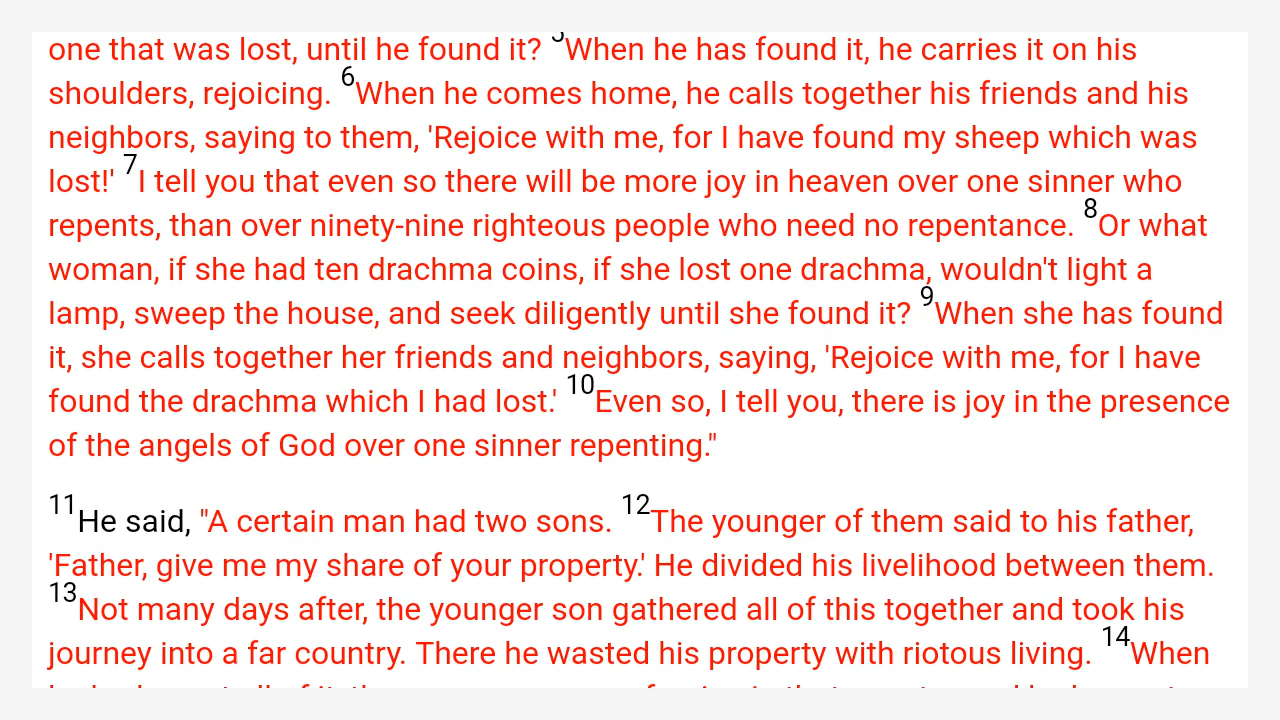 one that was lost, until he found it? 5When he has found it, he carries it on his
shoulders, rejoicing. 6When he comes home, he calls together his friends and his
neighbors, saying to them, 'Rejoice with me, for I have found my sheep which was
lost!' 7I tell you that even so there will be more joy in heaven over one sinner who
repents, than over ninety-nine righteous people who need no repentance. 8Or what
woman, if she had ten drachma coins, if she lost one drachma, wouldn't light a
lamp, sweep the house, and seek diligently until she found it? 9When she has found
it, she calls together her friends and neighbors, saying, 'Rejoice with me, for I have
found the drachma which I had lost.' 10Even so, I tell you, there is joy in the presence
of the angels of God over one sinner repenting."
11He said, "A certain man had two sons. 12The younger of them said to his father,
'Father, give me my share of your property.' He divided his livelihood between them.
13Not many days after, the younger son gathered all of this together and took his
journey into a far country. There he wasted his property with riotous living. 14When